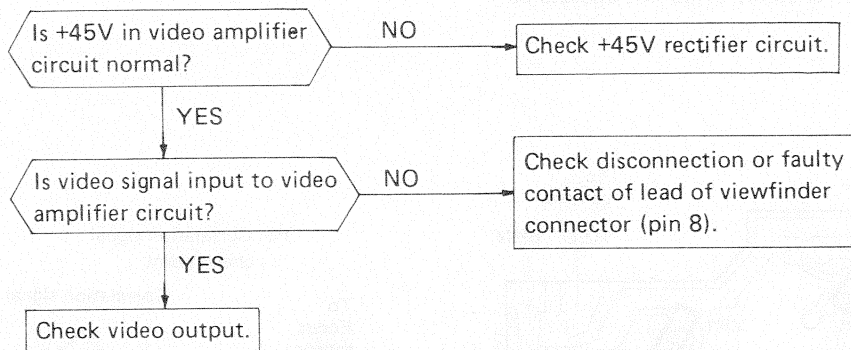 Is +45V in video amplifier
circuit normal?
NO
Check +45V rectifier circuit.
YES
Is video signal input to video
amplifier circuit?
NO
Check disconnection or faulty
contact of lead of viewfinder
connector (pin 8).
YES
Check video output.